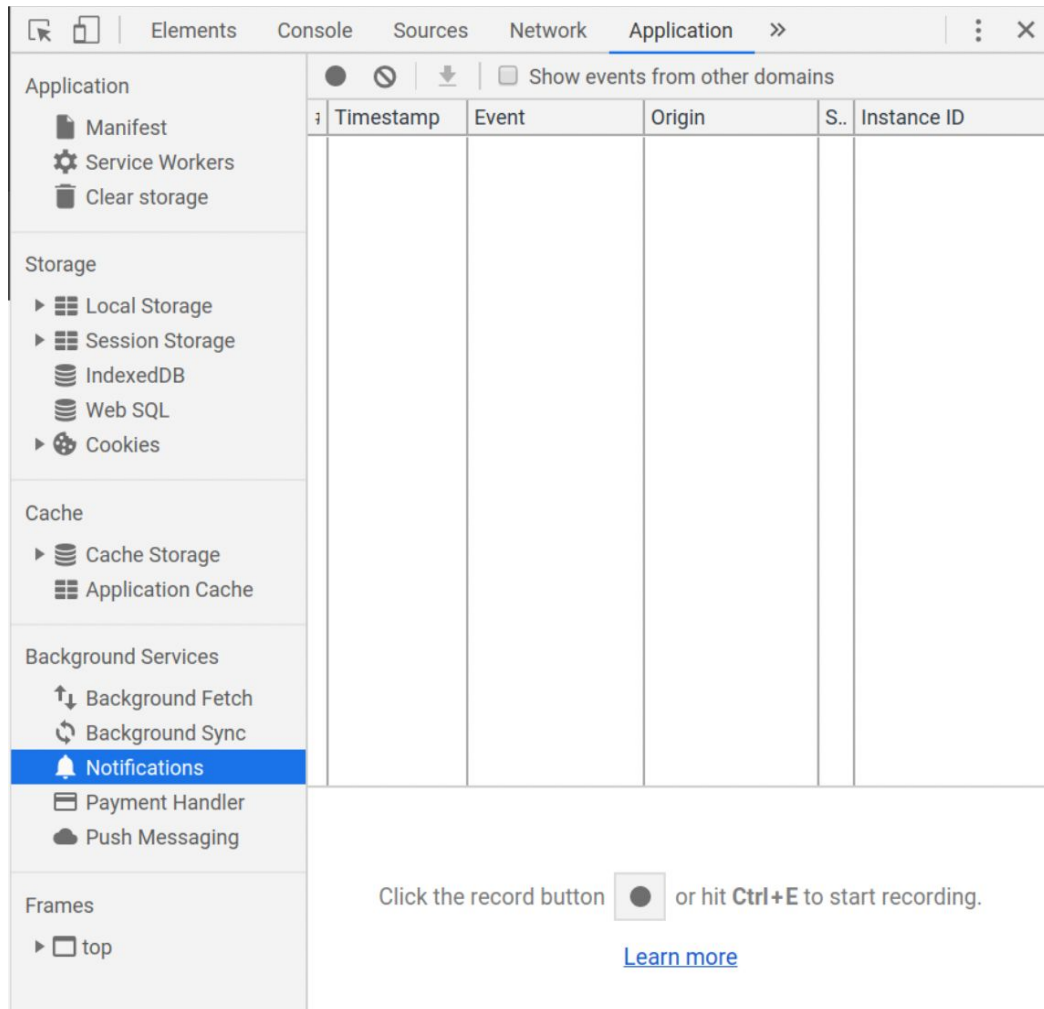 Elements Console Sources Network Application »
Application
Manifest
Service Workers
Clear storage
Storage
Local Storage
Session Storage
IndexedDB
Web SQL
Cookies
Cache
Cache Storage
Application Cache
Background Services
Background Fetch
Background Sync
Notifications
Payment Handler
Push Messaging
Frames
top
Show events from other domains
Timestamp Event Origin S.. Instance ID
Click the record button or hit Ctrl+E to start recording.
Learn more